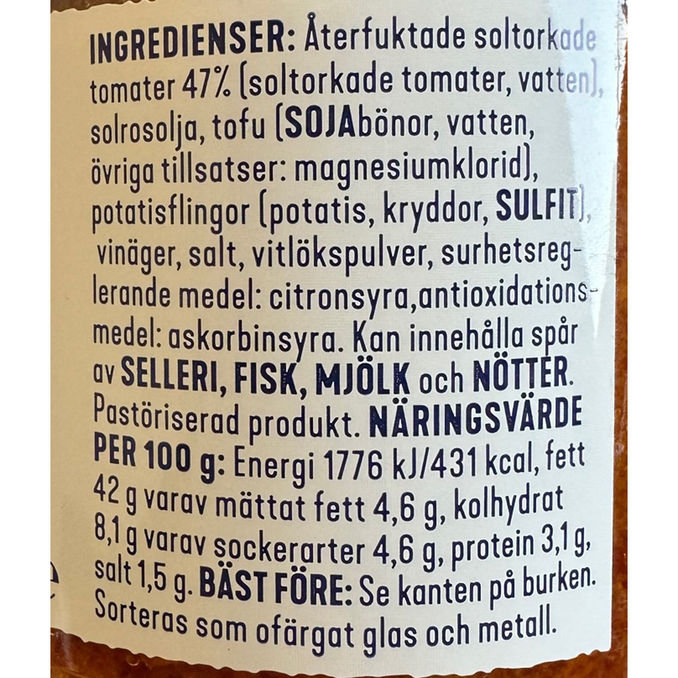 INGREDIENSER: Återfuktade soltorkade
tomater 47% (soltorkade tomater, vatten),
solrosolja, tofu (SOJAbönor, vatten,
övriga tillsatser: magnesiumklorid),
potatisflingor (potatis, kryddor, SULFIT),
vinäger, salt, vitlökspulver, surhetsreg-
lerande medel: citronsyra,antioxidations-
medel: askorbinsyra. Kan innehålla spår
av SELLERI, FISK, MJÖLK och NÖTTER.
Pastöriserad produkt. NÄRINGSVÄRDE
PER 100 g: Energi 1776 kJ/431 kcal, fett
42 g varav mättat fett 4,6 g, kolhydrat
8,1 g varav sockerarter 4,6 g, protein 3,1 g,
salt 1,5 g. BÄST FÖRE: Se kanten på burken.
Sorteras som ofärgat glas och metall.